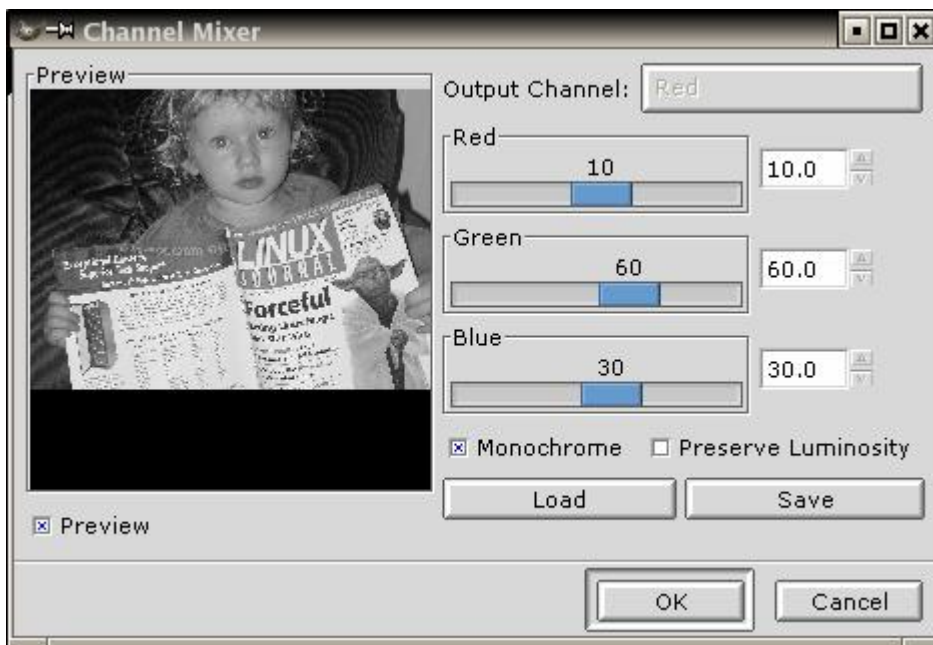 Channel Mixer
Preview
Output Channel: Red
Red
10
10.0
Green
60
60.0
Blue
30
30.0
Monochrome
Preserve Luminosity
Load
Save
Preview
OK
Cancel
LINUX
JOURNAL
Forceful